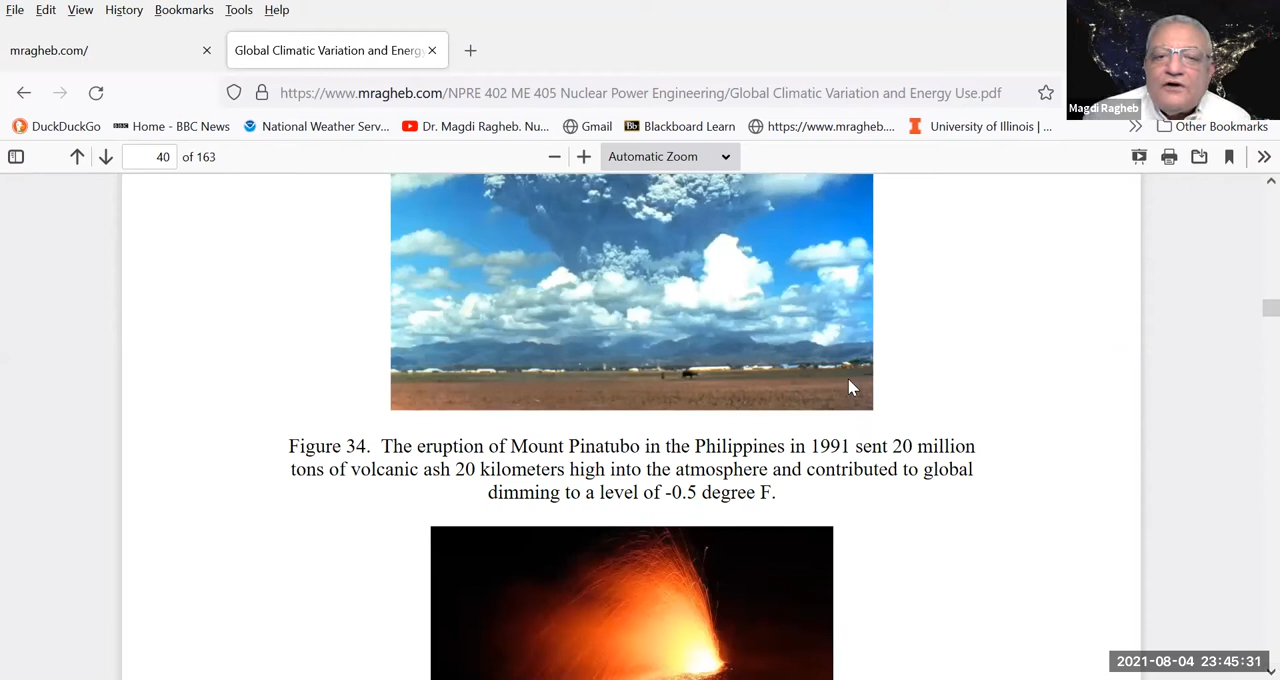 File Edit View History Bookmarks Tools Help
mragheb.com/ Global Climatic Variation and Energy
Magdi Ragheb
https://www.mragheb.com/NPRE 402 ME 405 Nuclear Power Engineering/Global Climatic Variation and Energy Use.pdf
DuckDuckGo BBC Home - BBC News National Weather Serv... Dr. Magdi Ragheb. Nu... Gmail Bb Blackboard Learn https://www.mragheb.... University of Illinois |... Other Bookmarks
40 of 163 Automatic Zoom
Figure 34. The eruption of Mount Pinatubo in the Philippines in 1991 sent 20 million
tons of volcanic ash 20 kilometers high into the atmosphere and contributed to global
dimming to a level of -0.5 degree F.
2021-08-04 23:45:31